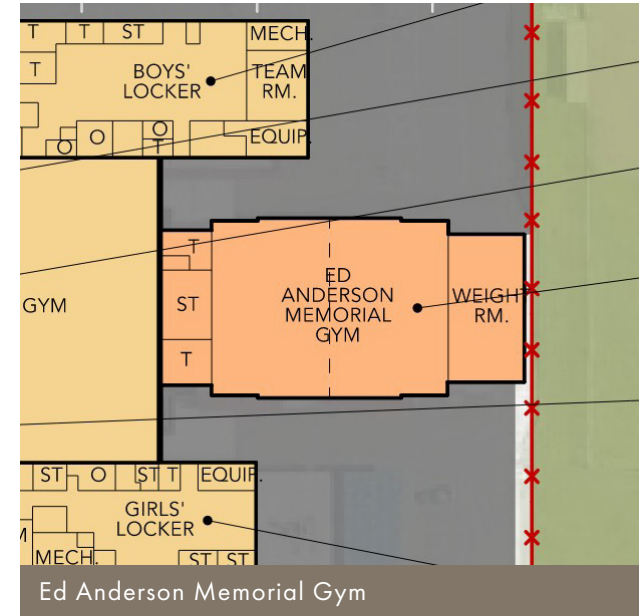 T T ST MECH.
T BOYS' LOCKER TEAM RM.
O O O T EQUIP.
T
ST
T
GYM
ED
ANDERSON
MEMORIAL
GYM
WEIGHT
RM.
ST O ST T EQUIP.
GIRLS'
LOCKER
MECH. ST ST
Ed Anderson Memorial Gym